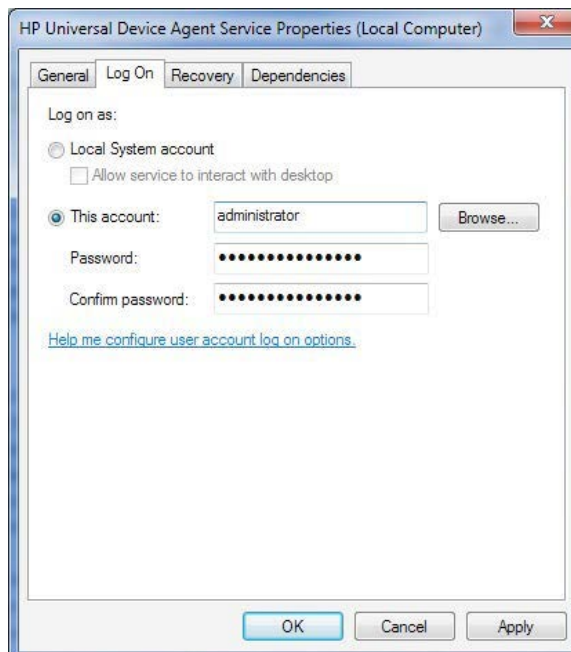 HP Universal Device Agent Service Properties (Local Computer)
General Log On Recovery Dependencies
Log on as:
Local System account
Allow service to interact with desktop
This account: administrator Browse...
Password: •••••••••••••••
Confirm password: •••••••••••••••
Help me configure user account log on options.
OK Cancel Apply